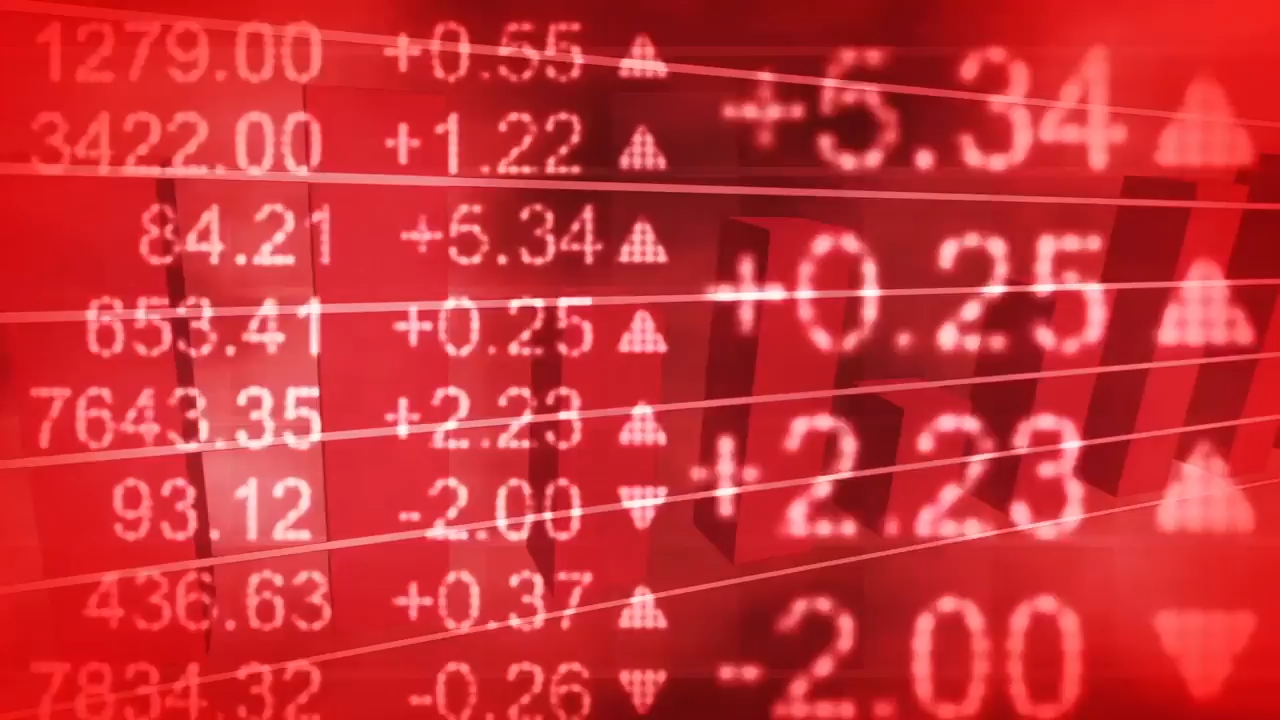 1279.00 +0.55 ▲
3422.00 +1.22 ▲
84.21 +5.34 ▲
653.41 +0.25 ▲
7643.35 +2.23 ▲
93.12 -2.00 ▼
436.63 +0.37 ▲
7834.32 -0.26 ▼
+5.34 ▲
+0.25 ▲
+2.23 ▲
-2.00 ▼